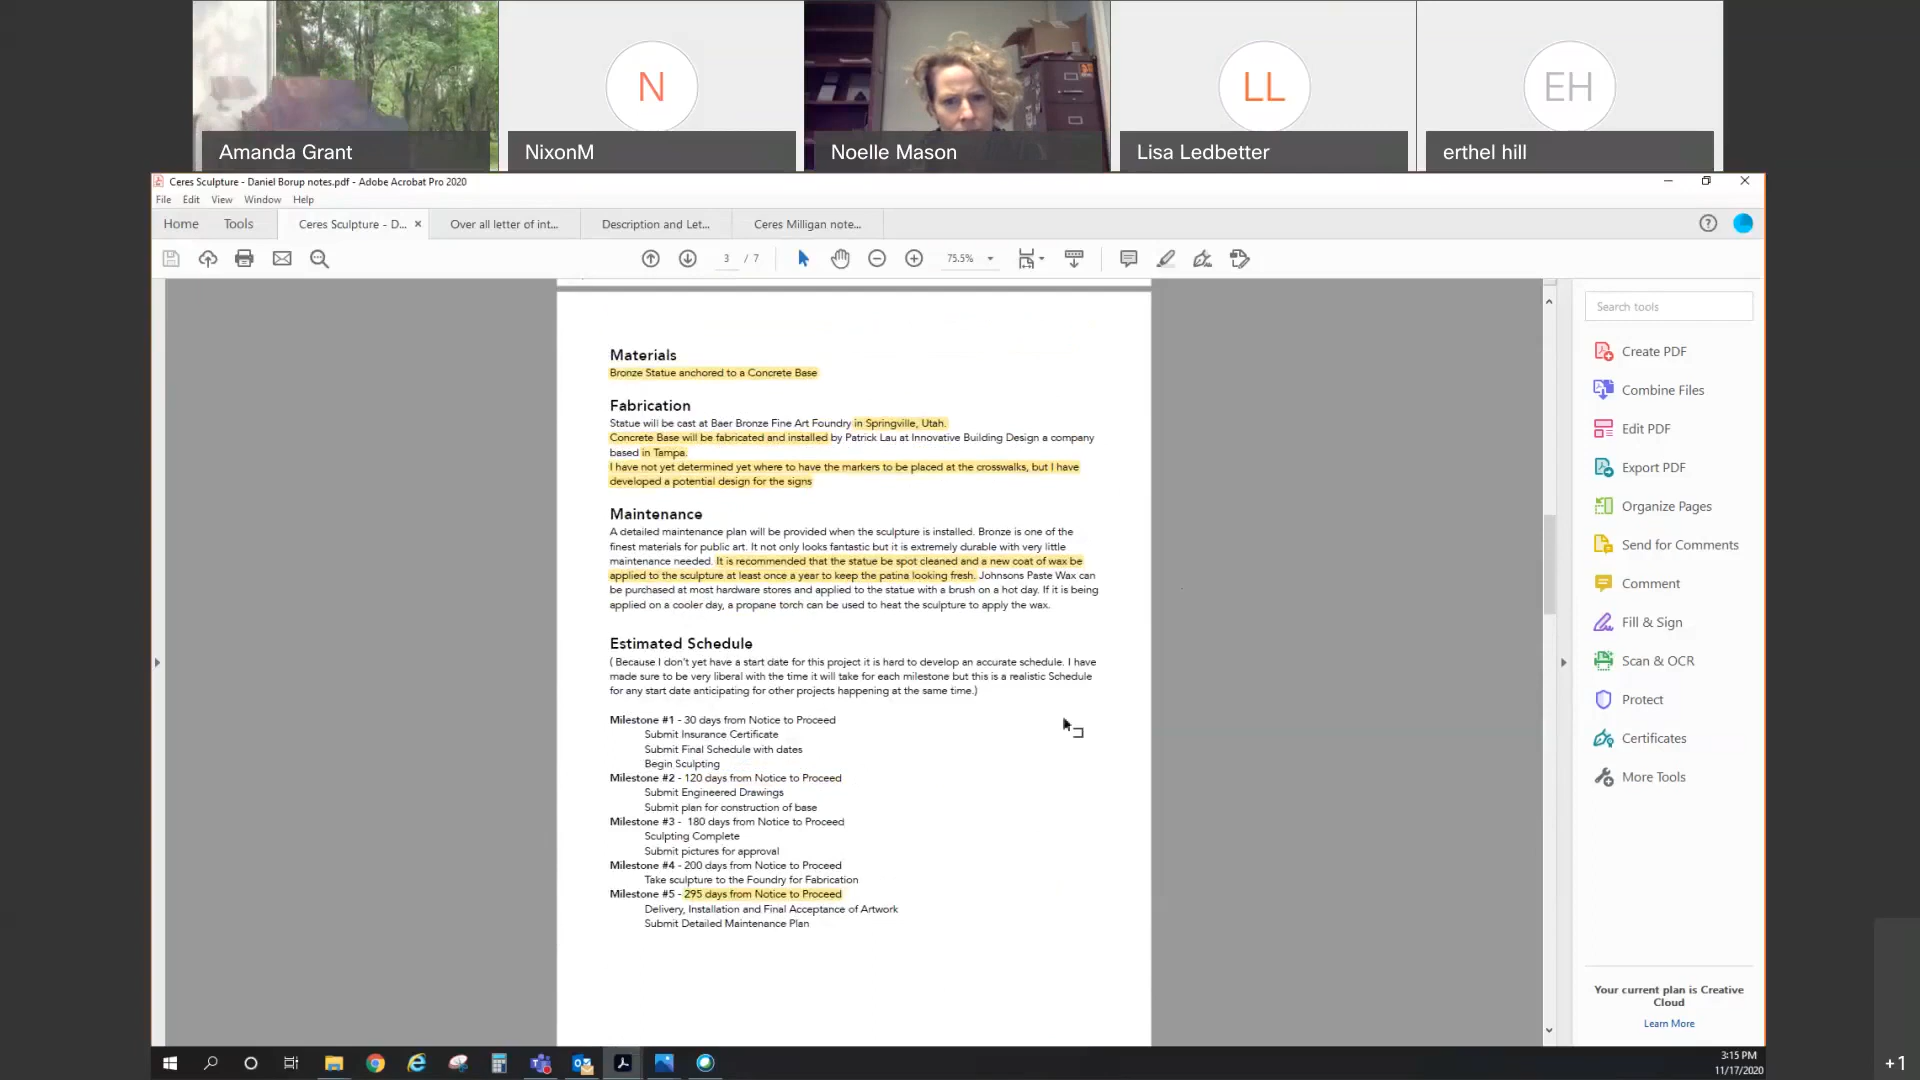 N
LL
EH
Amanda Grant
NixonM
Noelle Mason
Lisa Ledbetter
erthel hill
Ceres Sculpture - Daniel Borup notes.pdf - Adobe Acrobat Pro 2020
File Edit View Window Help
Home Tools Ceres Sculpture - D... Over all letter of int... Description and Let... Ceres Milligan note...
3 / 7 75.5%
Materials
Bronze Statue anchored to a Concrete Base
Fabrication
Statue will be cast at Baer Bronze Fine Art Foundry in Springville, Utah.
Concrete Base will be fabricated and installed by Patrick Lau at Innovative Building Design a company
based in Tampa.
I have not yet determined yet where to have the markers to be placed at the crosswalks, but I have
developed a potential design for the signs
Maintenance
A detailed maintenance plan will be provided when the sculpture is installed. Bronze is one of the
finest materials for public art. It not only looks fantastic but it is extremely durable with very little
maintenance needed. It is recommended that the statue be spot cleaned and a new coat of wax be
applied to the sculpture at least once a year to keep the patina looking fresh. Johnsons Paste Wax can
be purchased at most hardware stores and applied to the statue with a brush on a hot day. If it is being
applied on a cooler day, a propane torch can be used to heat the sculpture to apply the wax.
Estimated Schedule
( Because I don't yet have a start date for this project it is hard to develop an accurate schedule. I have
made sure to be very liberal with the time it will take for each milestone but this is a realistic Schedule
for any start date anticipating for other projects happening at the same time.)
Milestone #1 - 30 days from Notice to Proceed
Submit Insurance Certificate
Submit Final Schedule with dates
Begin Sculpting
Milestone #2 - 120 days from Notice to Proceed
Submit Engineered Drawings
Submit plan for construction of base
Milestone #3 - 180 days from Notice to Proceed
Sculpting Complete
Submit pictures for approval
Milestone #4 - 200 days from Notice to Proceed
Take sculpture to the Foundry for Fabrication
Milestone #5 - 295 days from Notice to Proceed
Delivery, Installation and Final Acceptance of Artwork
Submit Detailed Maintenance Plan
Search tools
Create PDF
Combine Files
Edit PDF
Export PDF
Organize Pages
Send for Comments
Comment
Fill & Sign
Scan & OCR
Protect
Certificates
More Tools
Your current plan is Creative
Cloud
Learn More
3:15 PM
11/17/2020
+1